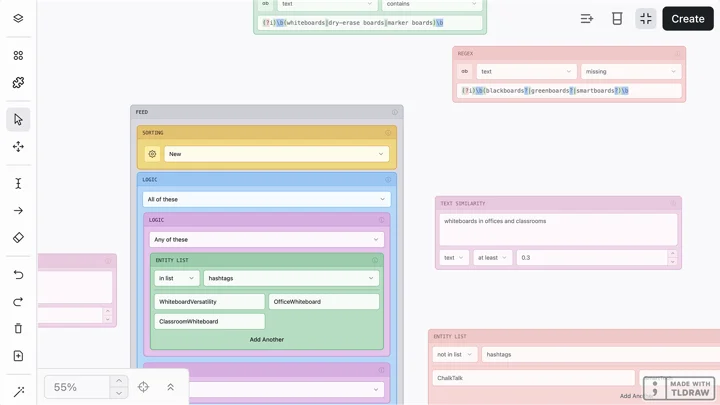 ab text contains
(?i)\b(whiteboards|dry-erase boards|marker boards)\b
Create
REGEX
ab text missing
(?i)\b(blackboards?|greenboards?|smartboards?)\b
FEED
SORTING
New
LOGIC
All of these
LOGIC
Any of these
ENTITY LIST
in list hashtags
WhiteboardVersatility OfficeWhiteboard
ClassroomWhiteboard
Add Another
TEXT SIMILARITY
whiteboards in offices and classrooms
text at least 0.3
ENTITY LIST
not in list hashtags
ChalkTalk
Add
55%
MADE WITH
TLDRAW